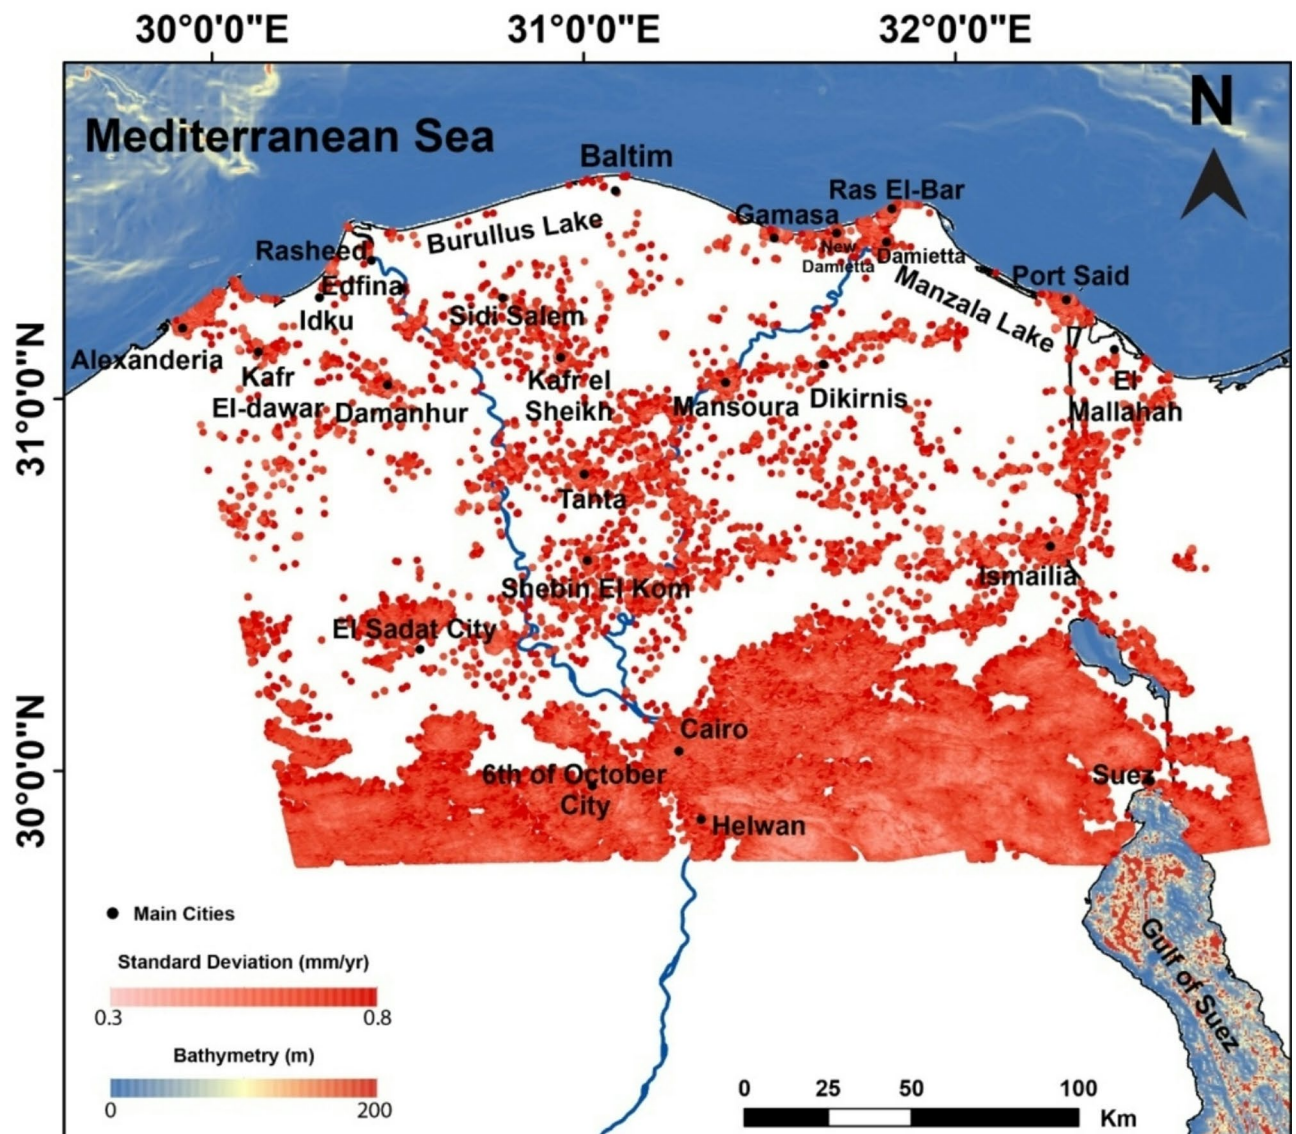 30°0'0"E
31°0'0"E
32°0'0"E
N
Mediterranean Sea
Baltim
Ras El-Bar
Gamasa
Burullus Lake
New
Damietta
Damietta
Rasheed
Edfina
Manzala Lake
Port Said
Idku
Sidi Salem
Alexanderia
Kafr
El-dawar
Damanhur
Kafr el
Sheikh
Mansoura
Dikirnis
El
Mallahah
31°0'0"N
Tanta
Shebin El Kom
Ismailia
El Sadat City
Cairo
30°0'0"N
6th of October
City
Suez
Helwan
Main Cities
Standard Deviation (mm/yr)
0.3
0.8
Bathymetry (m)
0
200
Gulf of Suez
0
25
50
100
Km